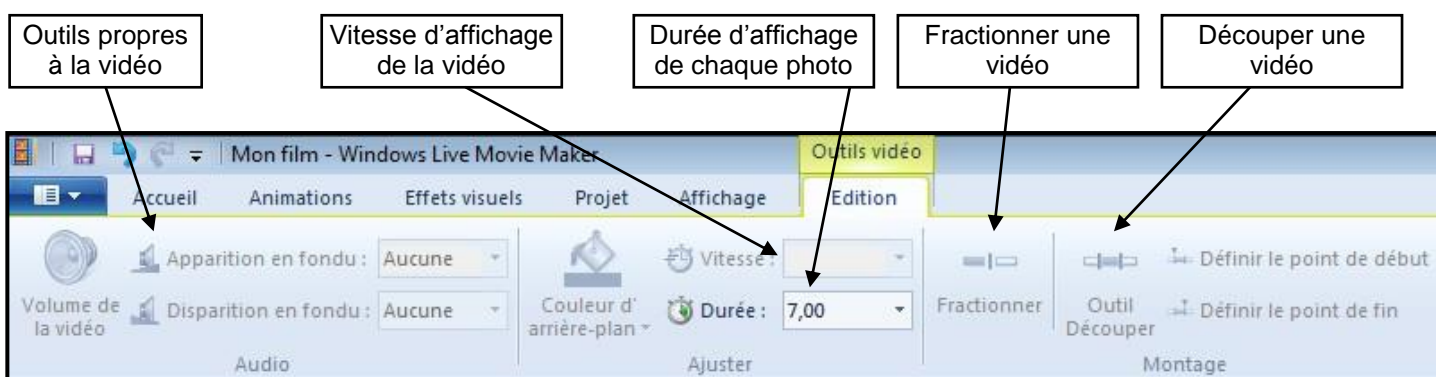 Outils propres
à la vidéo
Vitesse d’affichage
de la vidéo
Durée d’affichage
de chaque photo
Fractionner une
vidéo
Découper une
vidéo
Mon film - Windows Live Movie Maker
Outils vidéo
Accueil Animations Effets visuels Projet Affichage Edition
Volume de
la vidéo
Apparition en fondu : Aucune
Disparition en fondu : Aucune
Audio
Couleur d'
arrière-plan
Vitesse :
Durée : 7,00
Ajuster
Fractionner
Outil
Découper
Définir le point de début
Définir le point de fin
Montage